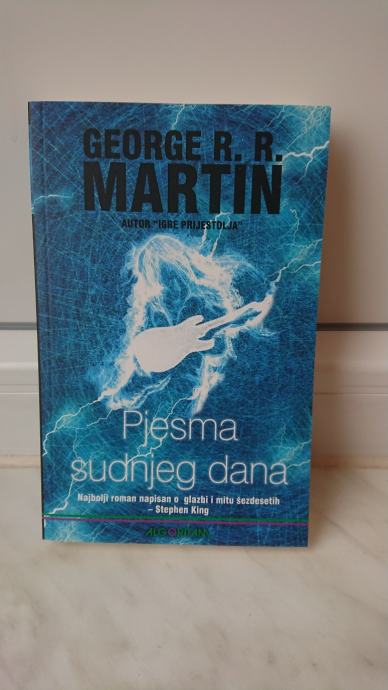 GEORGE R. R.
MARTIN
AUTOR "IGRE PRIJESTOLJA"
Pjesma
sudnjeg dana
Najbolji roman napisan o glazbi i mitu šezdesetih
– Stephen King
ALGORITAM